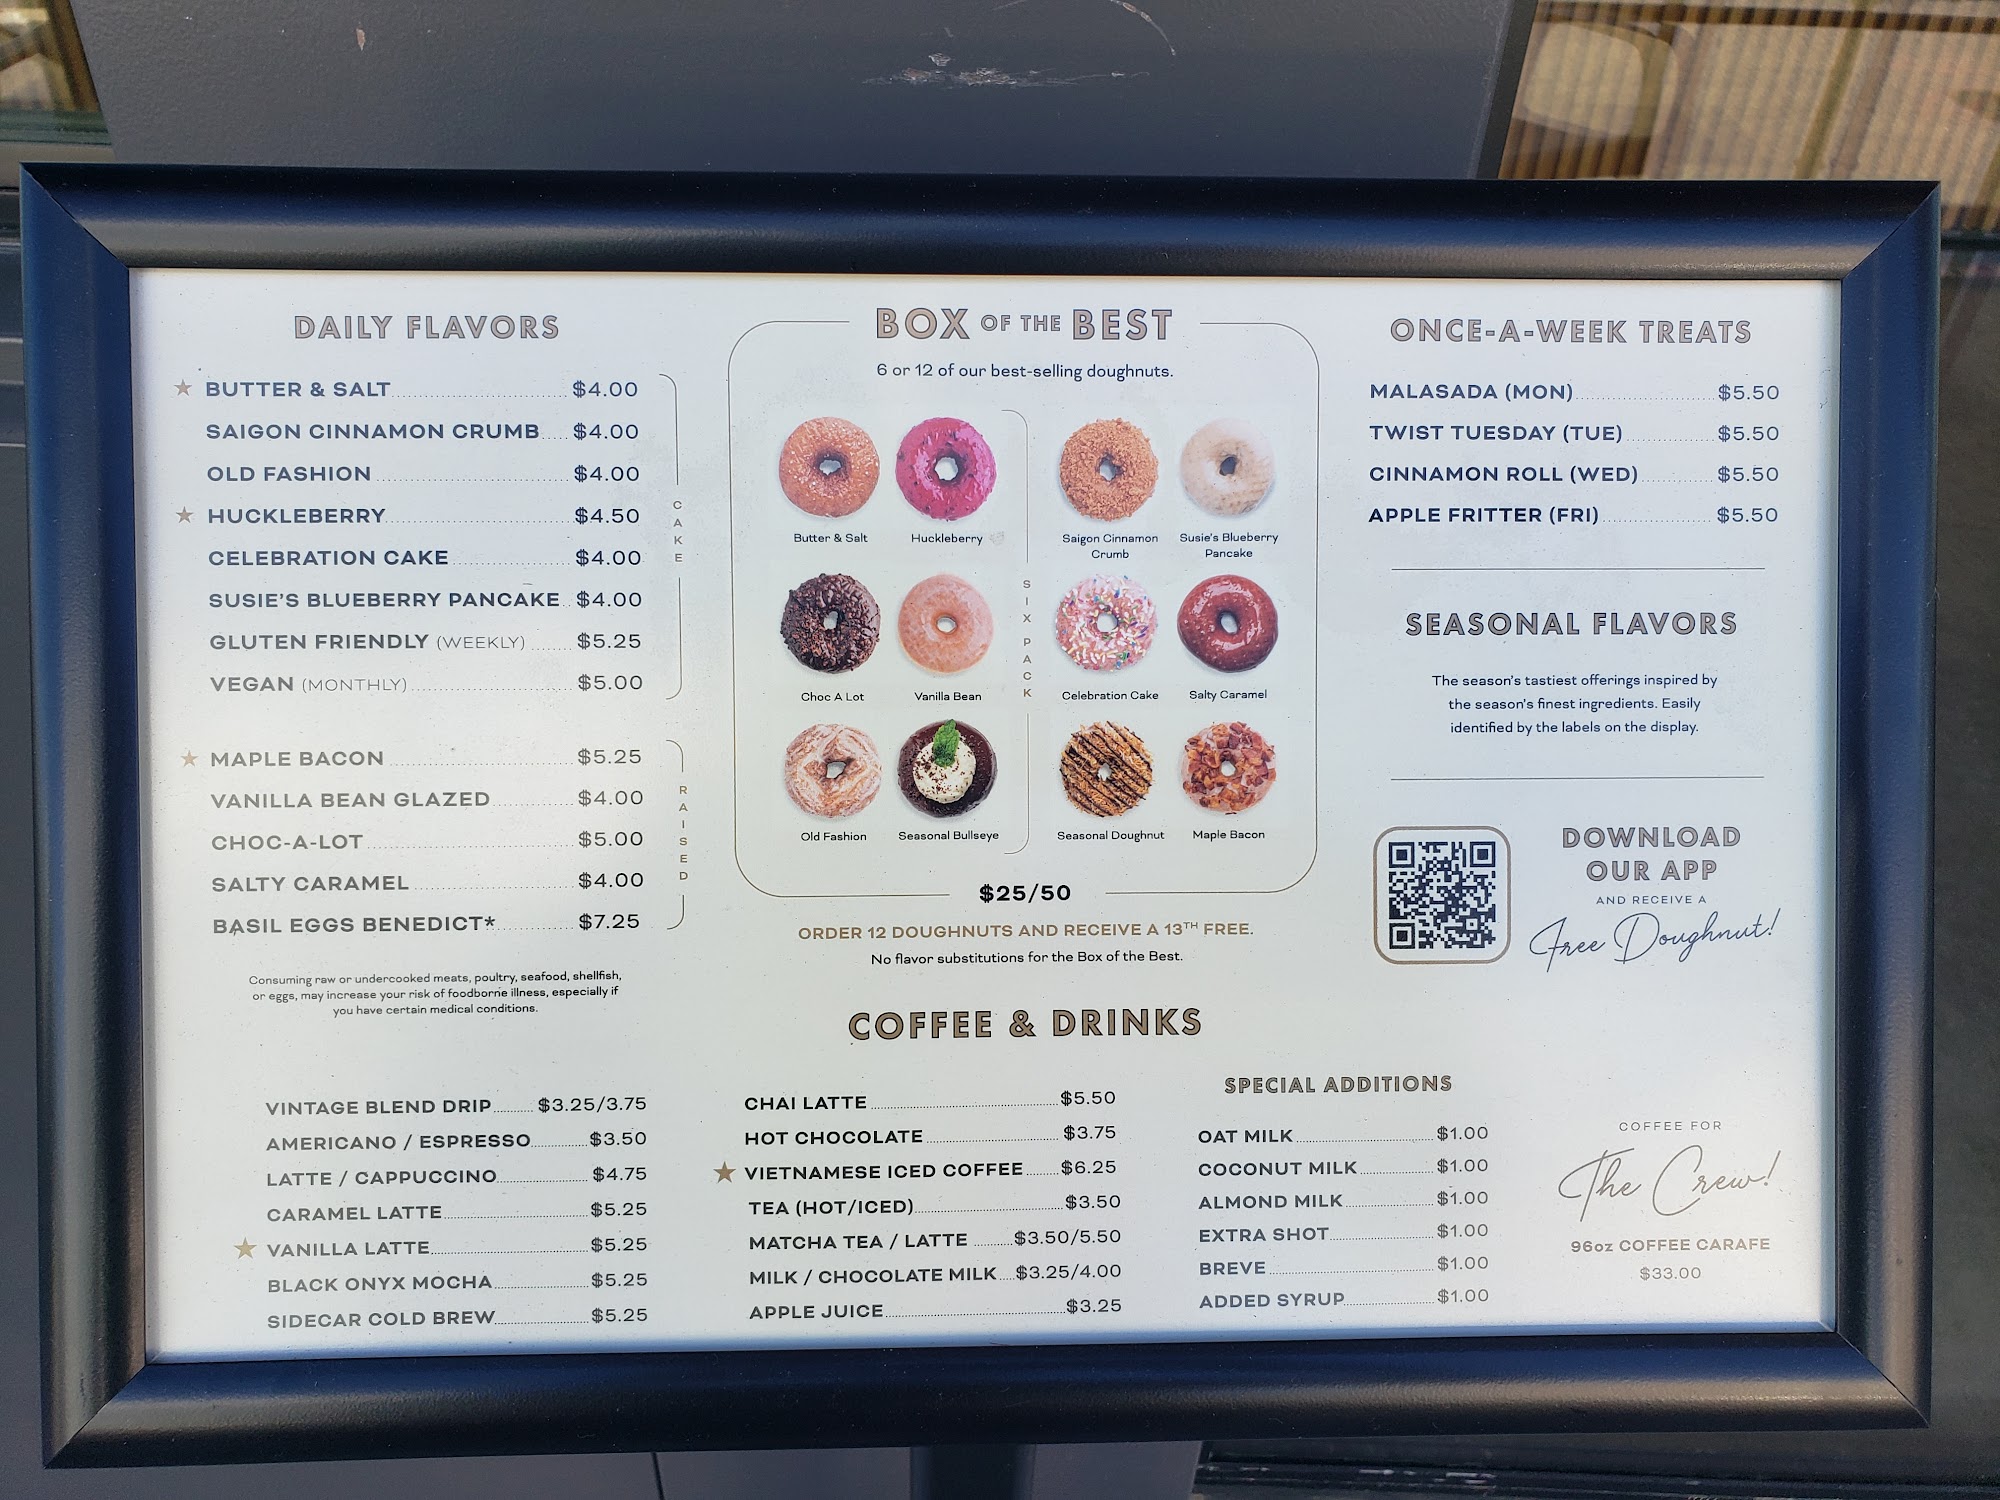 DAILY FLAVORS
★ BUTTER & SALT $4.00
SAIGON CINNAMON CRUMB $4.00
OLD FASHION $4.00
★ HUCKLEBERRY $4.50
CELEBRATION CAKE $4.00
SUSIE'S BLUEBERRY PANCAKE $4.00
GLUTEN FRIENDLY (WEEKLY) $5.25
VEGAN (MONTHLY) $5.00
CAKE
★ MAPLE BACON $5.25
VANILLA BEAN GLAZED $4.00
CHOC-A-LOT $5.00
SALTY CARAMEL $4.00
BASIL EGGS BENEDICT* $7.25
RAISED
Consuming raw or undercooked meats, poultry, seafood, shellfish,
or eggs, may increase your risk of foodborne illness, especially if
you have certain medical conditions.
BOX OF THE BEST
6 or 12 of our best-selling doughnuts.
Butter & Salt
Huckleberry
Saigon Cinnamon
Crumb
Susie's Blueberry
Pancake
Choc A Lot
Vanilla Bean
Celebration Cake
Salty Caramel
Old Fashion
Seasonal Bullseye
Seasonal Doughnut
Maple Bacon
SIX PACK
$25/50
ORDER 12 DOUGHNUTS AND RECEIVE A 13TH FREE.
No flavor substitutions for the Box of the Best.
ONCE-A-WEEK TREATS
MALASADA (MON) $5.50
TWIST TUESDAY (TUE) $5.50
CINNAMON ROLL (WED) $5.50
APPLE FRITTER (FRI) $5.50
SEASONAL FLAVORS
The season's tastiest offerings inspired by
the season's finest ingredients. Easily
identified by the labels on the display.
DOWNLOAD
OUR APP
AND RECEIVE A
Free Doughnut!
COFFEE & DRINKS
VINTAGE BLEND DRIP $3.25/3.75
AMERICANO / ESPRESSO $3.50
LATTE / CAPPUCCINO $4.75
CARAMEL LATTE $5.25
★ VANILLA LATTE $5.25
BLACK ONYX MOCHA $5.25
SIDECAR COLD BREW $5.25
CHAI LATTE $5.50
HOT CHOCOLATE $3.75
★ VIETNAMESE ICED COFFEE $6.25
TEA (HOT/ICED) $3.50
MATCHA TEA / LATTE $3.50/5.50
MILK / CHOCOLATE MILK $3.25/4.00
APPLE JUICE $3.25
SPECIAL ADDITIONS
OAT MILK $1.00
COCONUT MILK $1.00
ALMOND MILK $1.00
EXTRA SHOT $1.00
BREVE $1.00
ADDED SYRUP $1.00
COFFEE FOR
The Crew!
96oz COFFEE CARAFE
$33.00